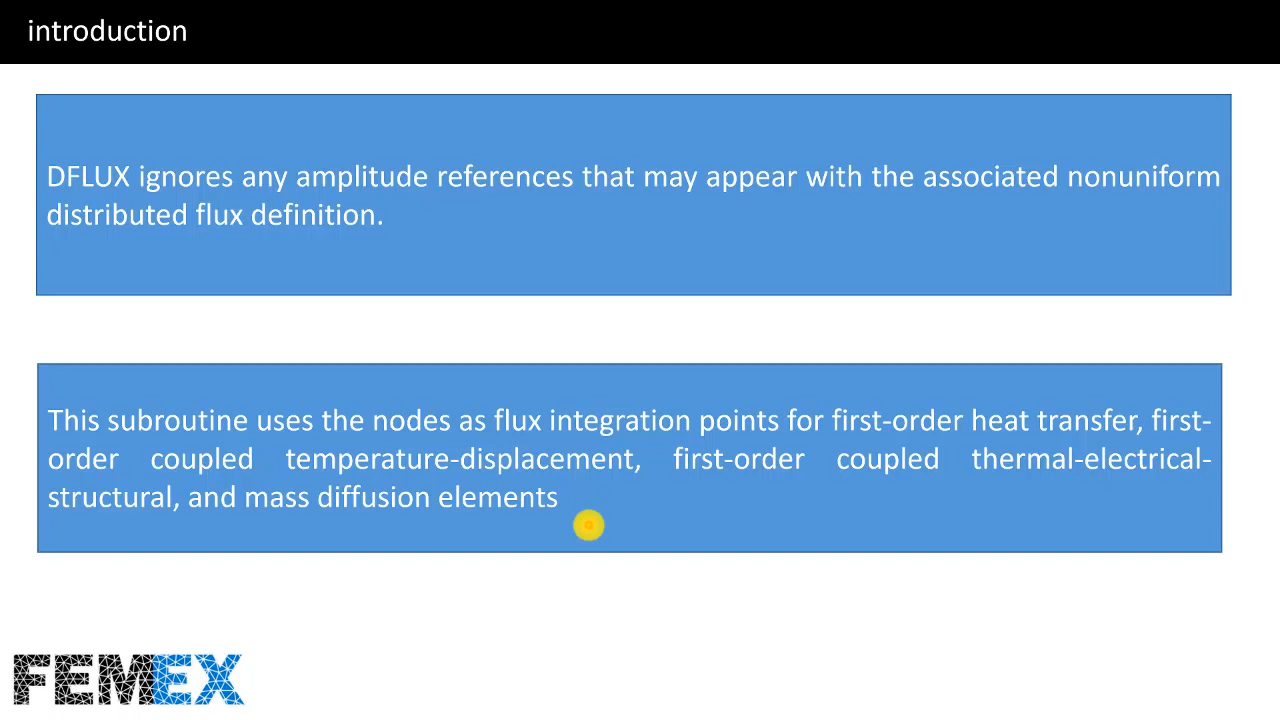 introduction
DFLUX ignores any amplitude references that may appear with the associated nonuniform
distributed flux definition.
This subroutine uses the nodes as flux integration points for first-order heat transfer, first-
order coupled temperature-displacement, first-order coupled thermal-electrical-
structural, and mass diffusion elements
FEMEX